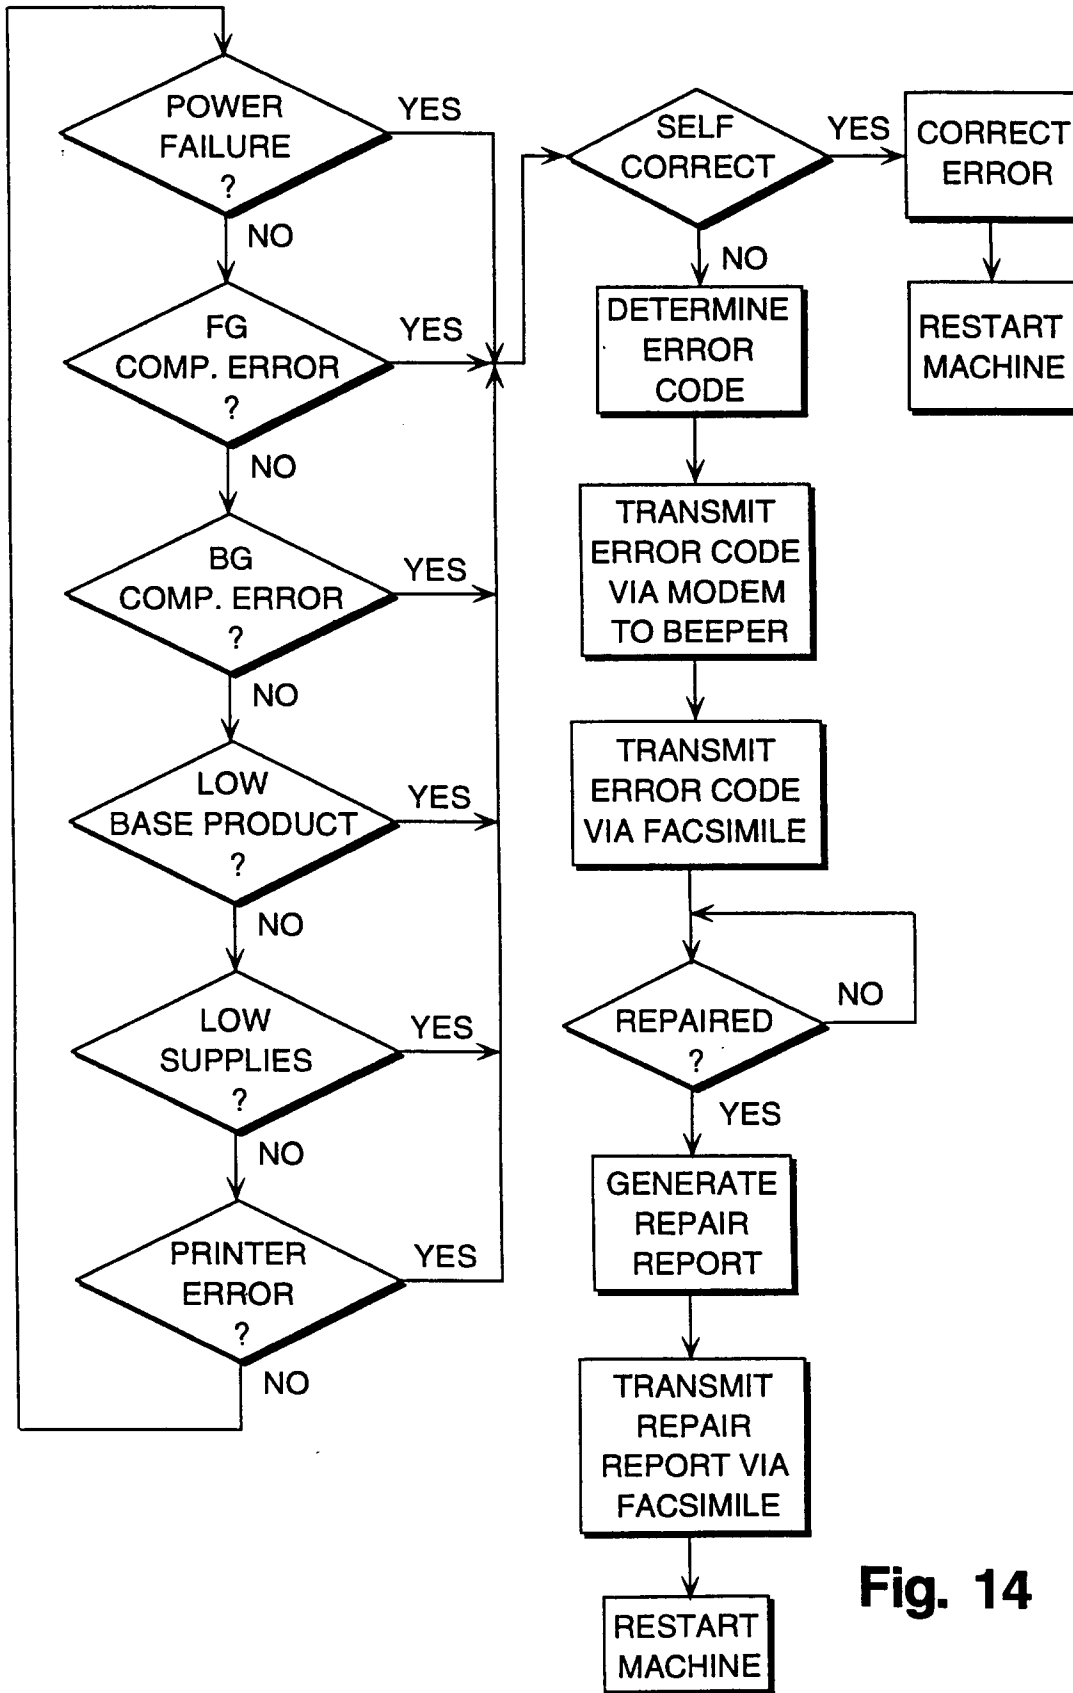 POWER
FAILURE
?
YES
NO
FG
COMP. ERROR
?
YES
NO
BG
COMP. ERROR
?
YES
NO
LOW
BASE PRODUCT
?
YES
NO
LOW
SUPPLIES
?
YES
NO
PRINTER
ERROR
?
YES
NO
SELF
CORRECT
YES
CORRECT
ERROR
RESTART
MACHINE
NO
DETERMINE
ERROR
CODE
TRANSMIT
ERROR CODE
VIA MODEM
TO BEEPER
TRANSMIT
ERROR CODE
VIA FACSIMILE
REPAIRED
?
NO
YES
GENERATE
REPAIR
REPORT
TRANSMIT
REPAIR
REPORT VIA
FACSIMILE
RESTART
MACHINE
Fig. 14